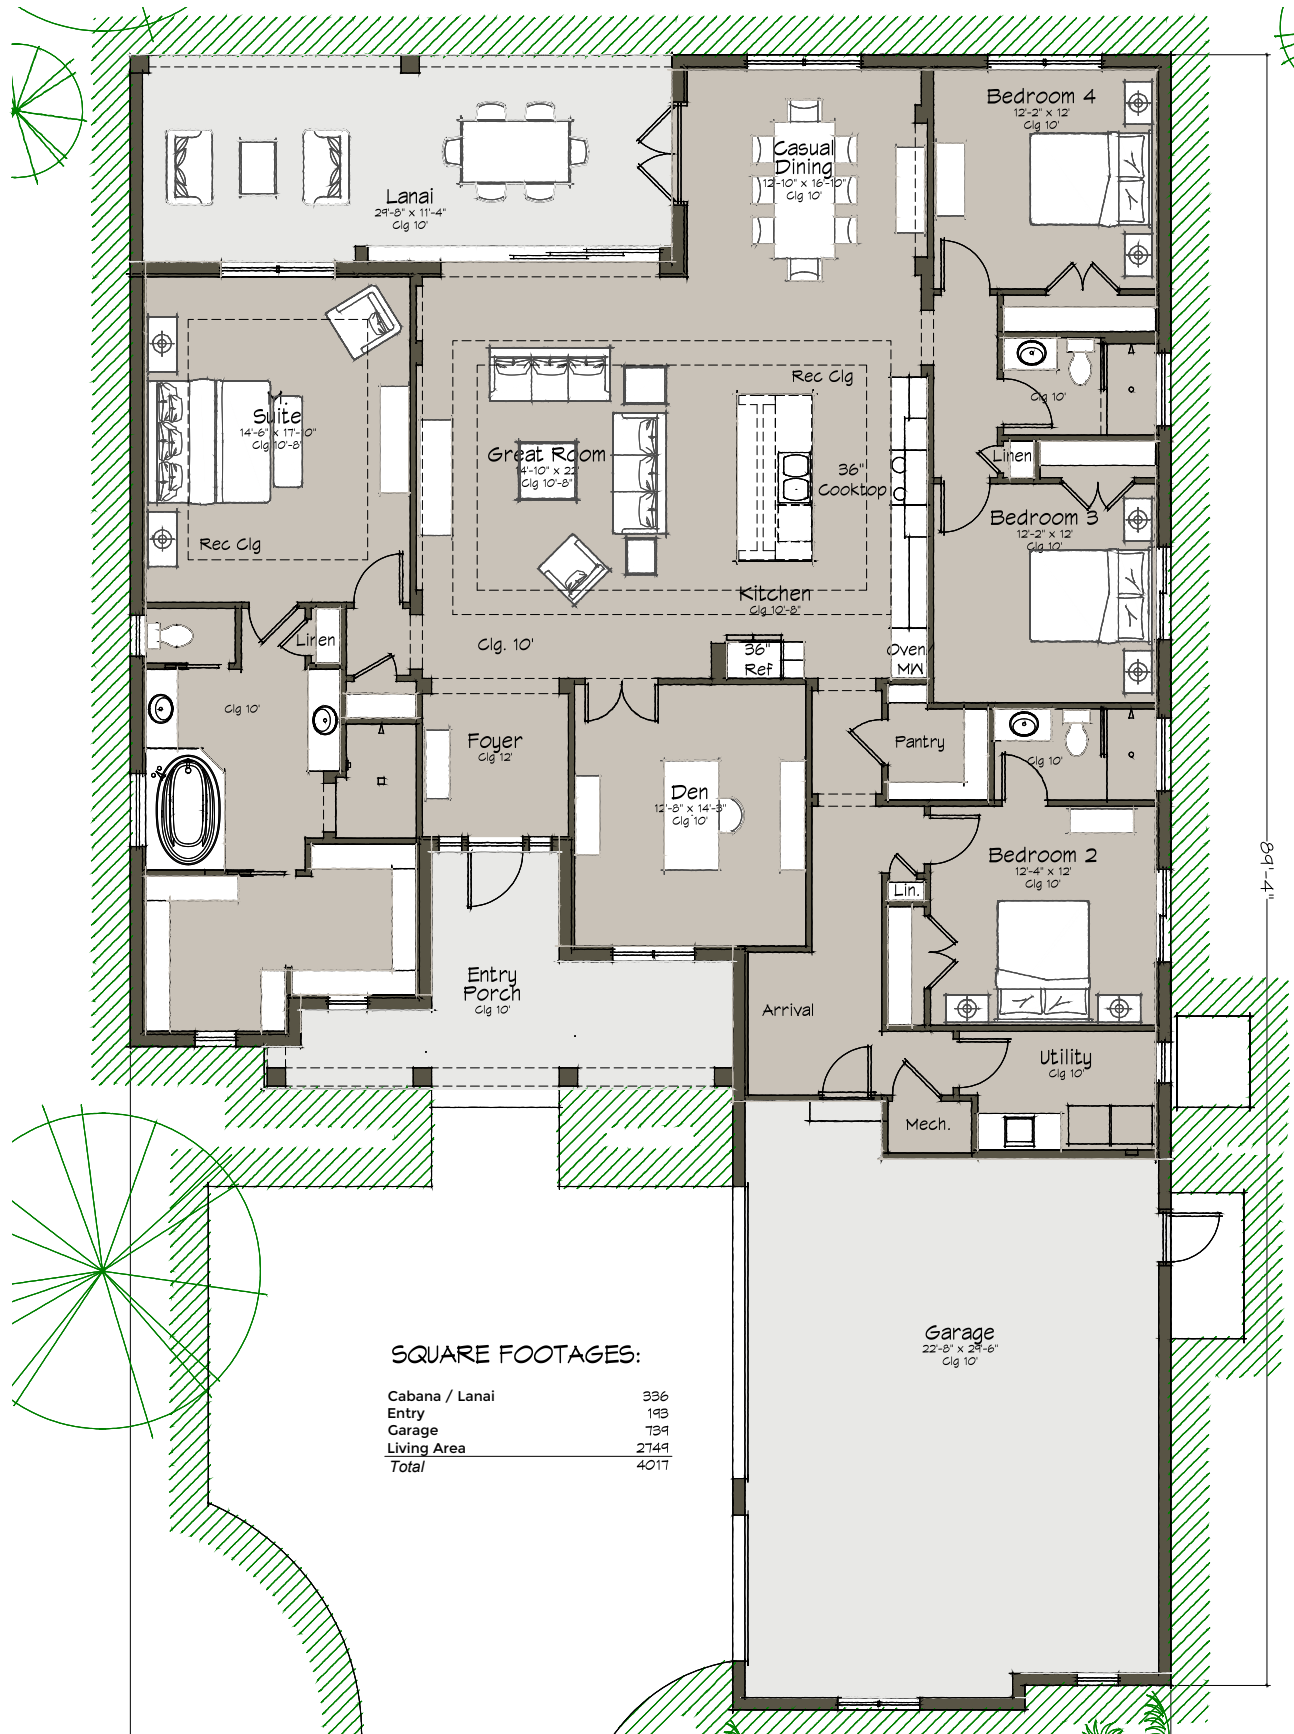 Bedroom 4
12'-2" x 12'
Clg 10'
Casual
Dining
12'-10" x 16'-10"
Clg 10'
Lanai
29'-8" x 11'-4"
Clg 10'
Rec Clg
Clg 10'
Suite
14'-6" x 17'-10"
Clg 10'-8"
Great Room
Clg 10'-8"
36"
Cooktop
Linen
Bedroom 3
12'-2" x 12'
Clg 10'
Rec Clg
Kitchen
Clg 10'-8"
Linen
Clg. 10'
36"
Ref
Oven/
MW
Clg 10'
Foyer
Clg 12'
Pantry
Clg 10'
Den
12'-8" x 14'-3"
Clg 10'
Bedroom 2
12'-4" x 12'
Clg 10'
89'-4"
Lin.
Entry
Porch
Clg 10'
Arrival
Utility
Clg 10'
Mech.
Garage
22'-8" x 29'-6"
Clg 10'
SQUARE FOOTAGES:
Cabana / Lanai 336
Entry 193
Garage 739
Living Area 2749
Total 4017